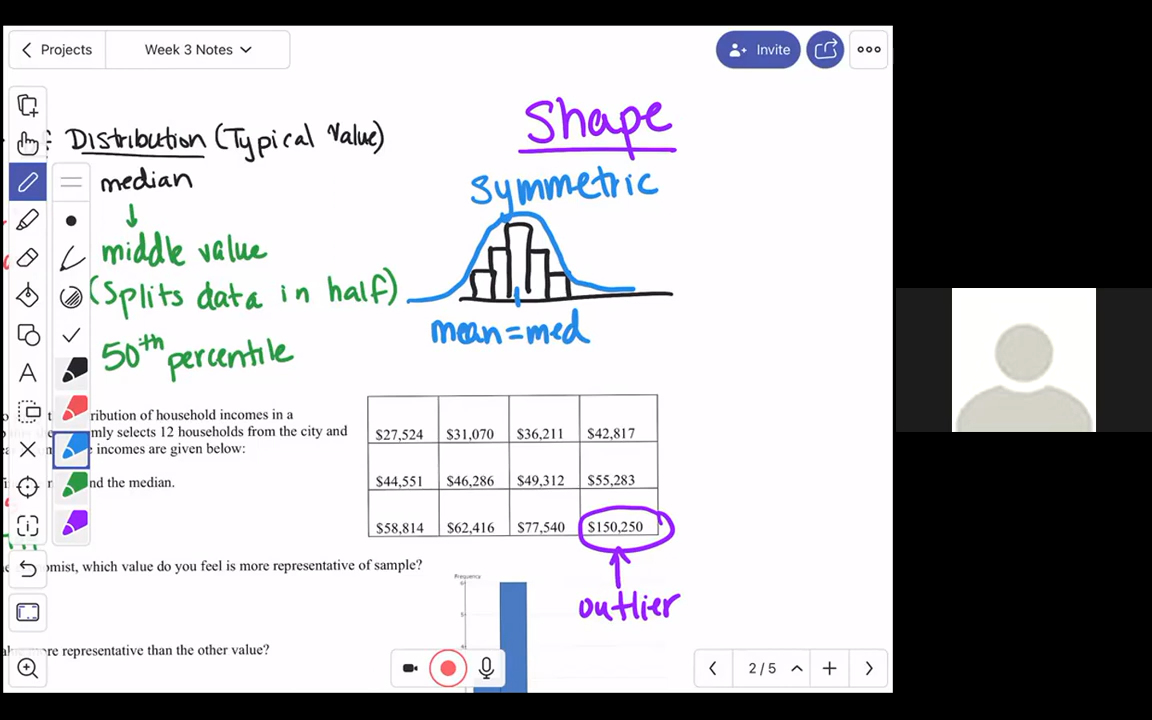 Projects
Week 3 Notes
Invite
Shape
Distribution (Typical Value)
median
symmetric
middle value
(splits data in half)
mean=med
50th percentile
ribution of household incomes in a
mly selects 12 households from the city and
incomes are given below:
nd the median.
$27,524 $31,070 $36,211 $42,817
$44,551 $46,286 $49,312 $55,283
$58,814 $62,416 $77,540 $150,250
omist, which value do you feel is more representative of sample?
Frequency
6
5
outlier
ore representative than the other value?
A
2/5